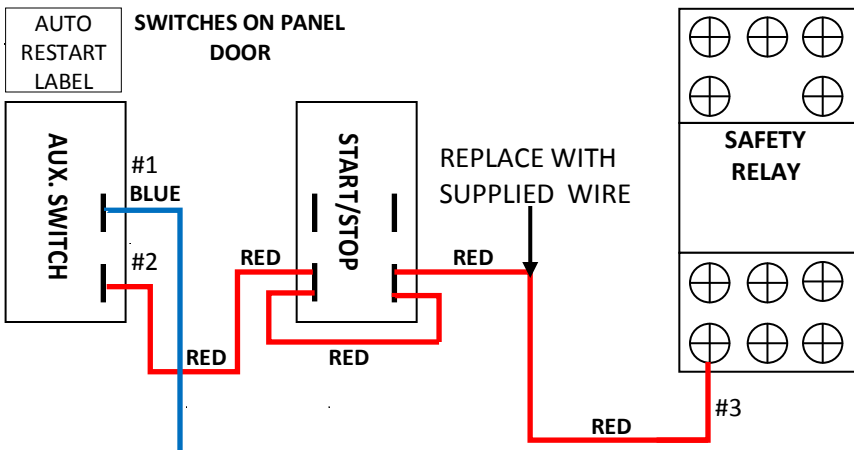 AUTO
RESTART
LABEL
SWITCHES ON PANEL
DOOR
AUX. SWITCH
#1
BLUE
#2
START/STOP
REPLACE WITH
SUPPLIED WIRE
SAFETY
RELAY
RED
RED
RED
RED
RED
#3